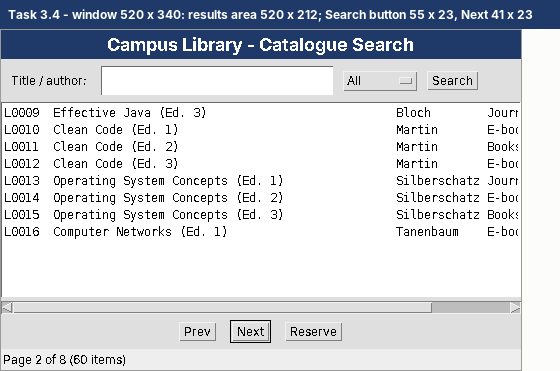 Task 3.4 - window 520 x 340: results area 520 x 212; Search button 55 x 23, Next 41 x 23
Campus Library - Catalogue Search
Title / author: All Search
L0009 Effective Java (Ed. 3) Bloch Journ
L0010 Clean Code (Ed. 1) Martin E-boo
L0011 Clean Code (Ed. 2) Martin Books
L0012 Clean Code (Ed. 3) Martin E-boo
L0013 Operating System Concepts (Ed. 1) Silberschatz Journ
L0014 Operating System Concepts (Ed. 2) Silberschatz E-boo
L0015 Operating System Concepts (Ed. 3) Silberschatz Books
L0016 Computer Networks (Ed. 1) Tanenbaum E-boo
Prev Next Reserve
Page 2 of 8 (60 items)